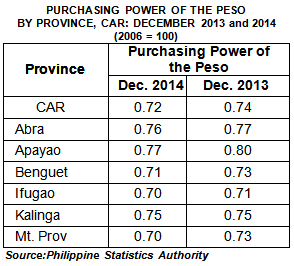 PURCHASING POWER OF THE PESO
BY PROVINCE, CAR: DECEMBER 2013 and 2014
(2006 = 100)
Province
Purchasing Power of
the Peso
Dec. 2014 Dec. 2013
CAR 0.72 0.74
Abra 0.76 0.77
Apayao 0.77 0.80
Benguet 0.71 0.73
Ifugao 0.70 0.71
Kalinga 0.75 0.75
Mt. Prov 0.70 0.73
Source:Philippine Statistics Authority